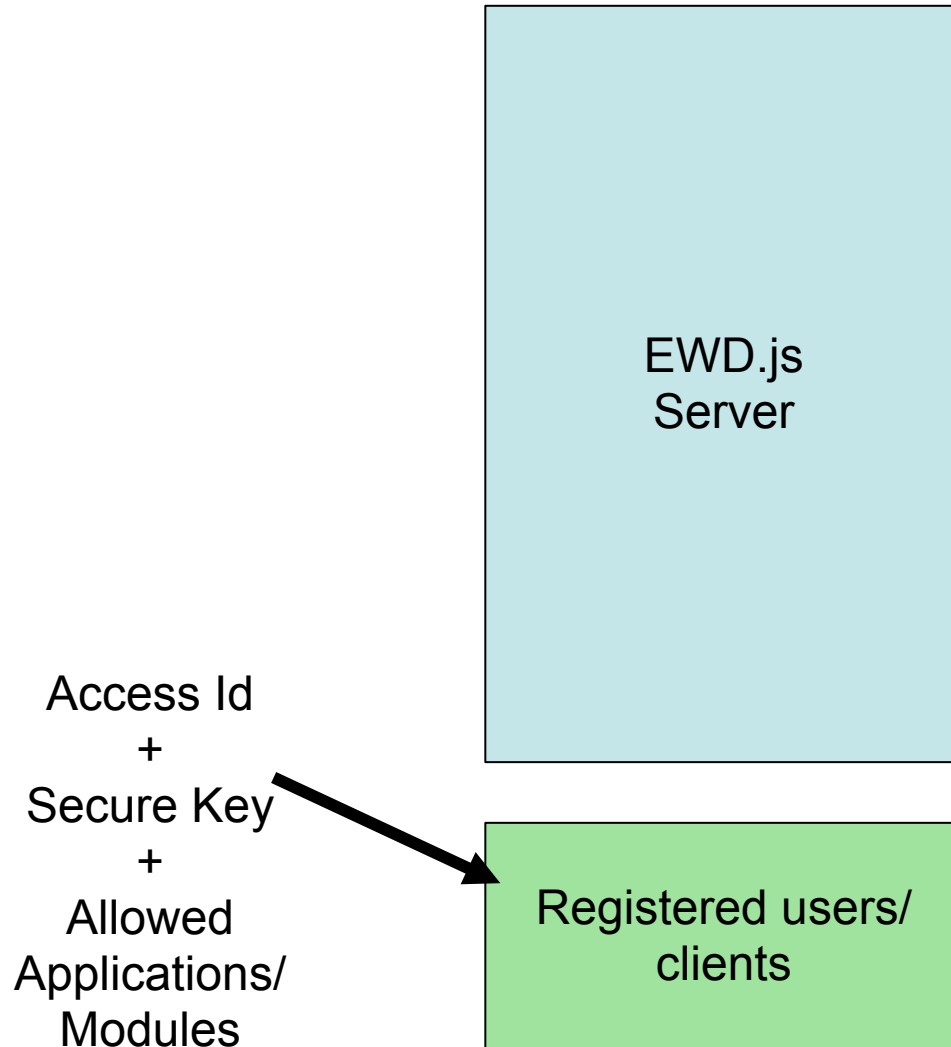 EWD.js
Server
Access Id
+
Secure Key
+
Allowed
Applications/
Modules
Registered users/
clients